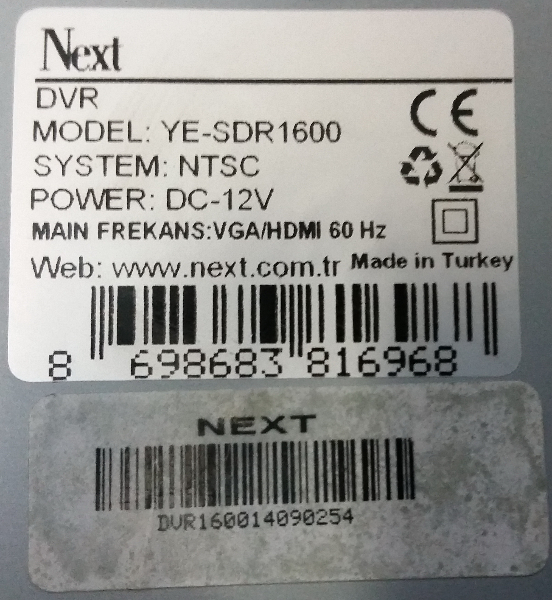 Next
DVR
MODEL: YE-SDR1600
SYSTEM: NTSC
POWER: DC-12V
MAIN FREKANS:VGA/HDMI 60 Hz
Web: www.next.com.tr Made in Turkey
8 698683 816968
NEXT
DVR160014090254